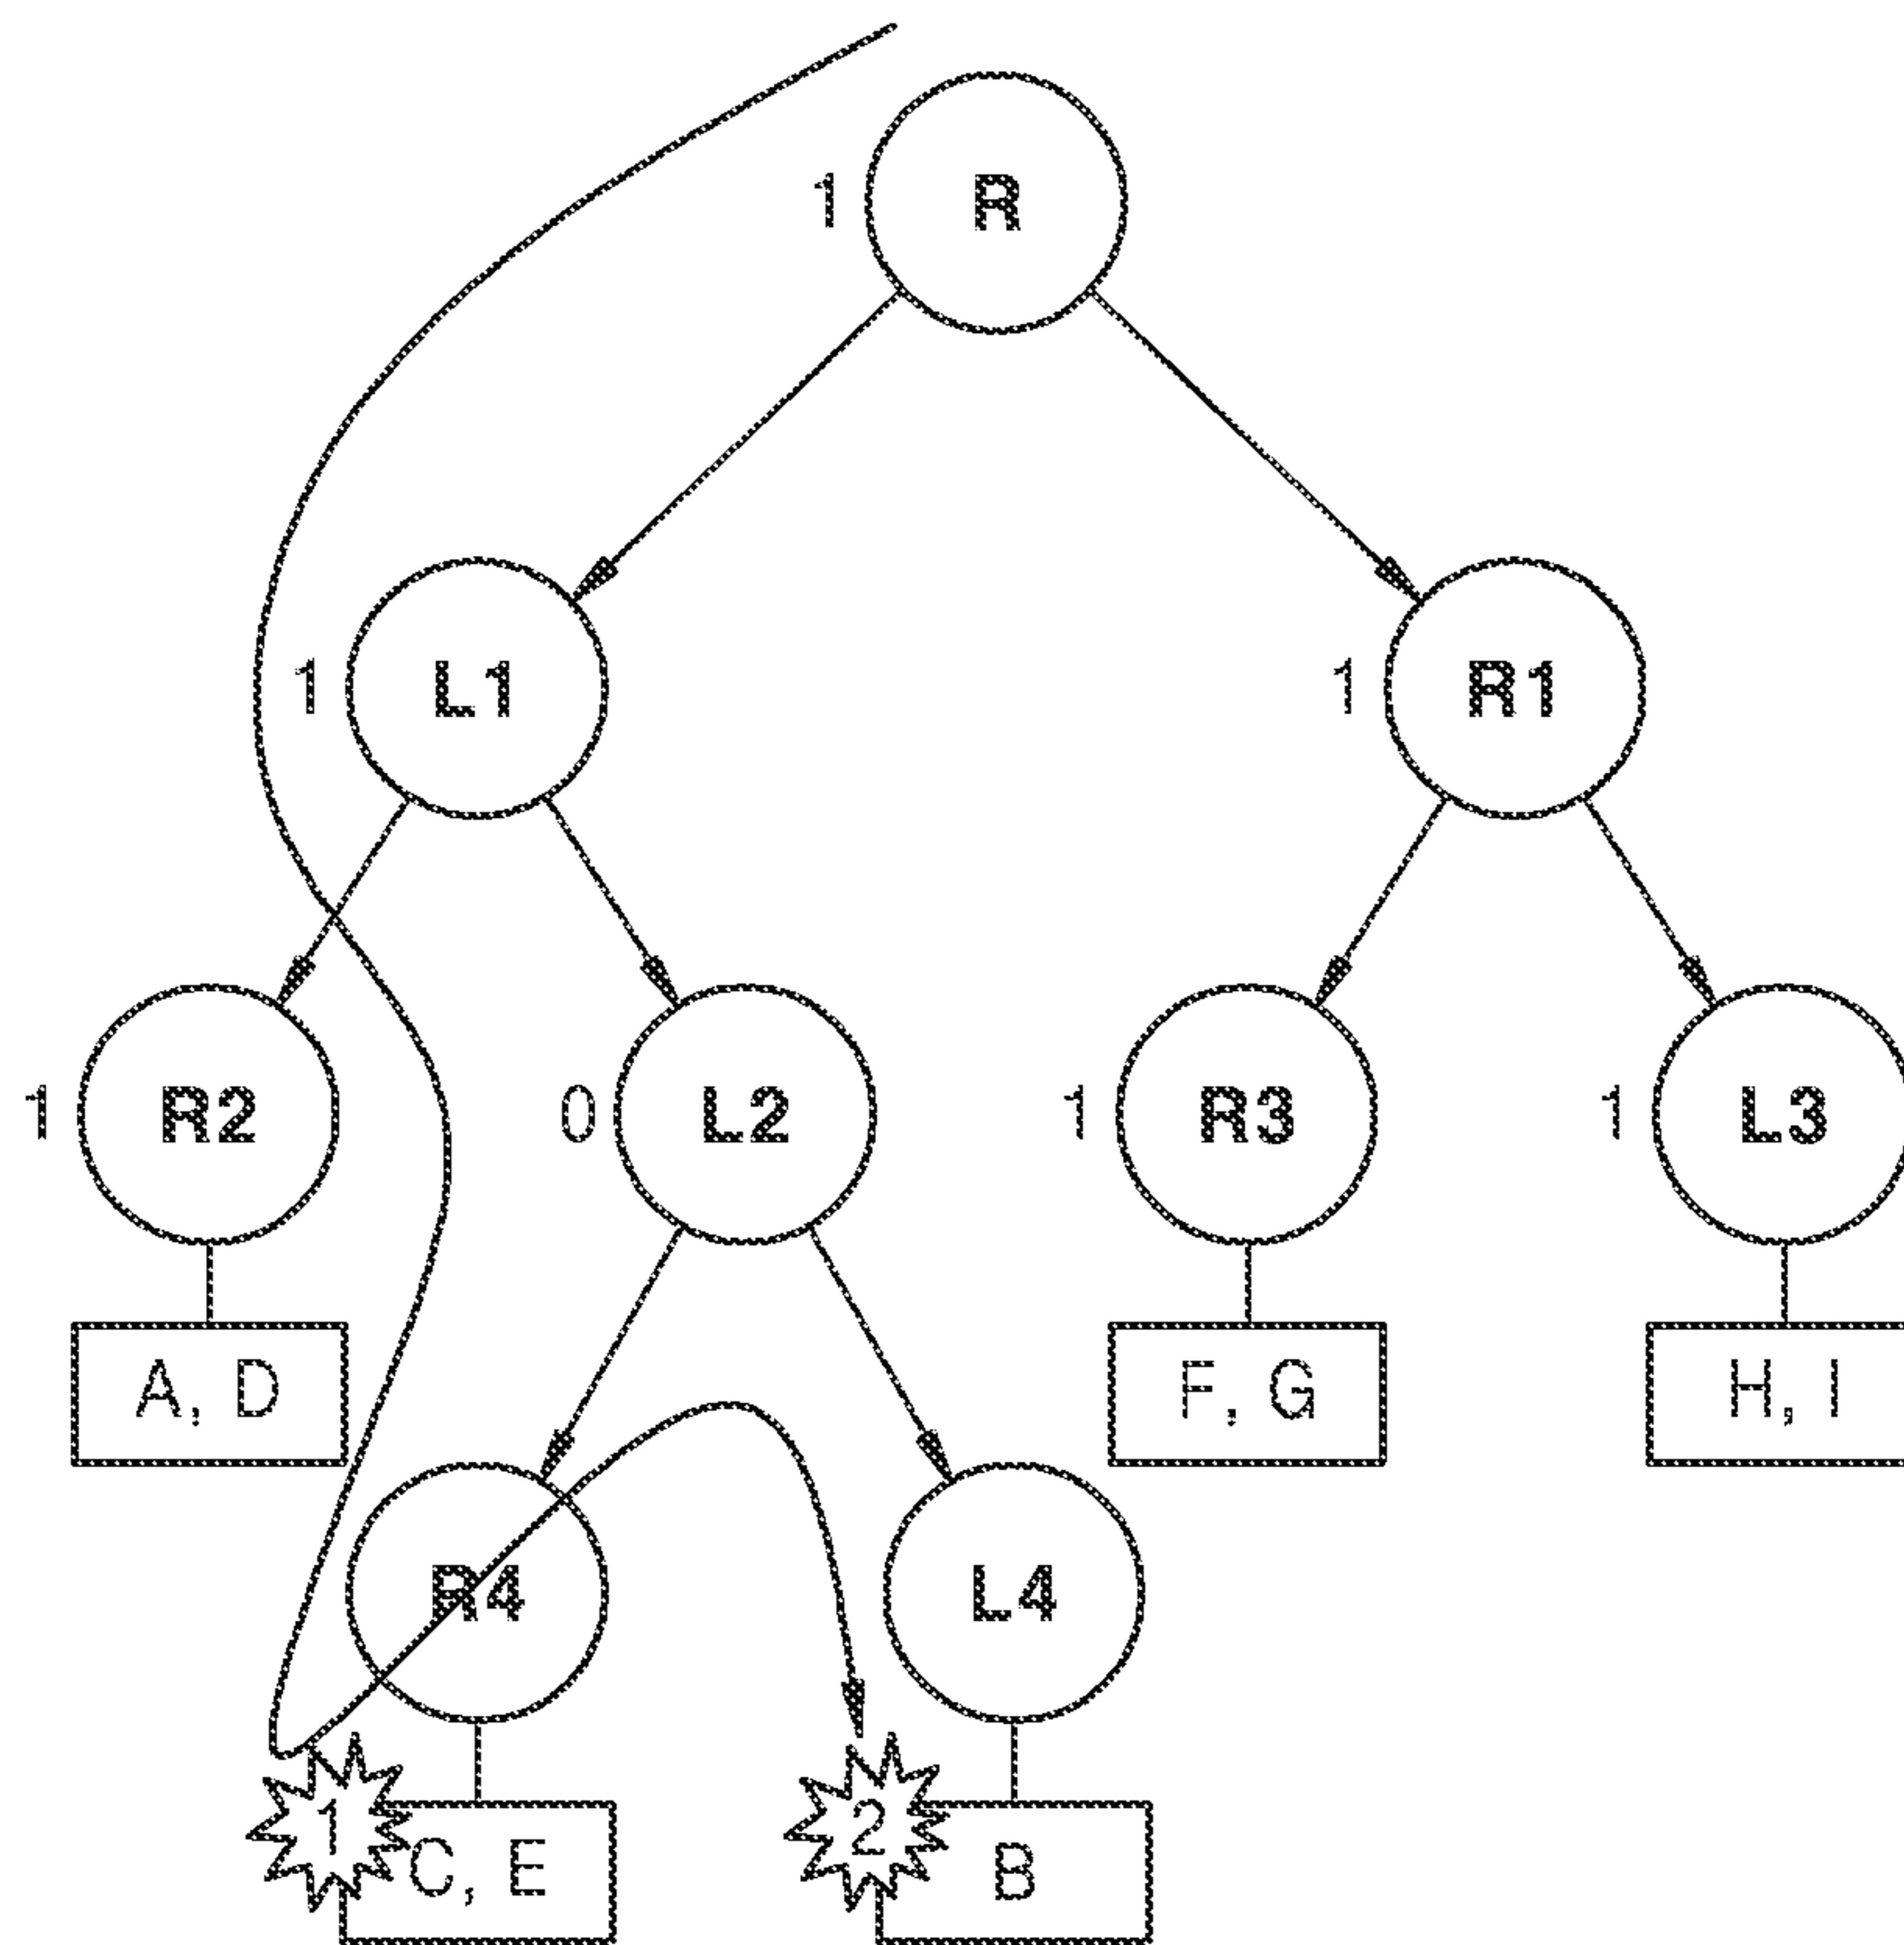 1 R
1 L1 1 R1
1 R2 0 L2 1 R3 1 L3
A, D F, G H, I
R4 L4
1 C, E 2 B